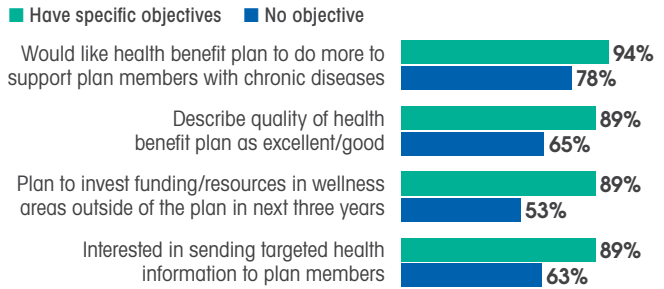 Have specific objectives No objective
Would like health benefit plan to do more to
support plan members with chronic diseases
94%
78%
Describe quality of health
benefit plan as excellent/good
89%
65%
Plan to invest funding/resources in wellness
areas outside of the plan in next three years
89%
53%
Interested in sending targeted health
information to plan members
89%
63%